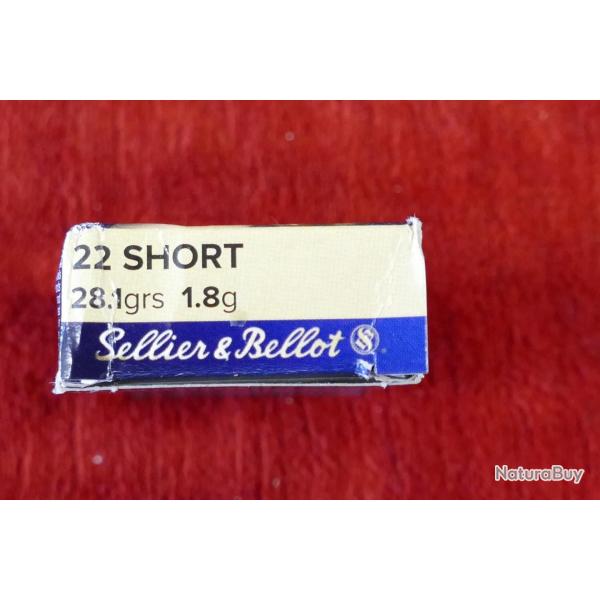 22 SHORT
28.1grs 1.8g
Sellier & Bellot
NaturaBuy